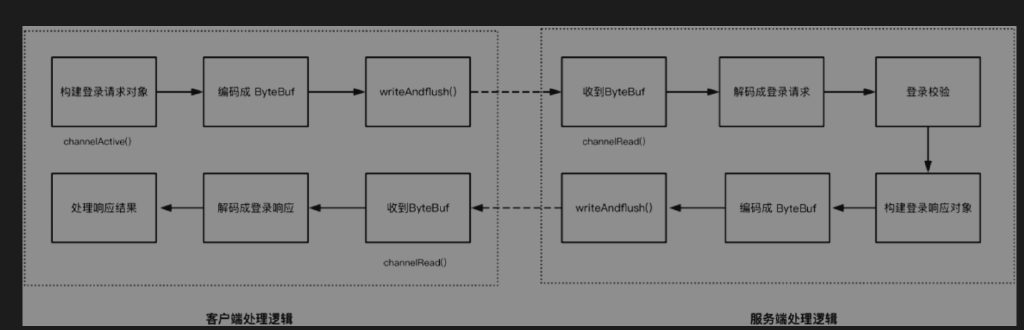 构建登录请求对象
编码成 ByteBuf
writeAndflush()
收到ByteBuf
解码成登录请求
登录校验
channelActive()
channelRead()
处理响应结果
解码成登录响应
收到ByteBuf
writeAndflush()
编码成 ByteBuf
构建登录响应对象
channelRead()
客户端处理逻辑
服务端处理逻辑